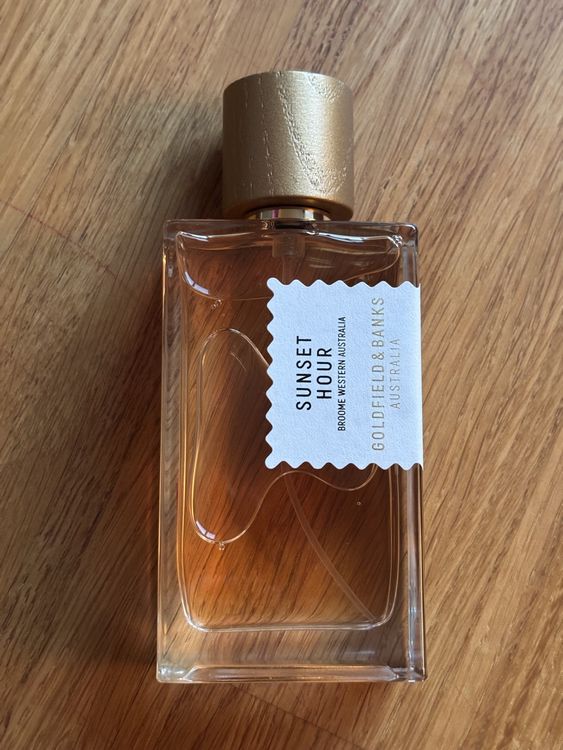 SUNSET
HOUR
BROOME WESTERN AUSTRALIA
GOLDFIELD & BANKS
AUSTRALIA